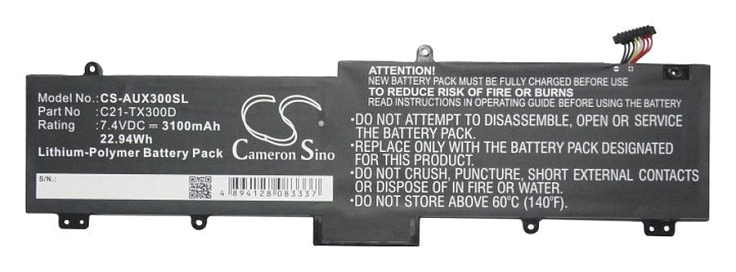 Model No.: CS-AUX300SL
Part No : C21-TX300D
Rating : 7.4VDC ⎓ 3100mAh
22.94Wh
Lithium-Polymer Battery Pack
S/N.:
CS
Cameron Sino
4 894128 083337
ATTENTION!
NEW BATTERY PACK MUST BE FULLY CHARGED BEFORE USE
TO REDUCE RISK OF FIRE OR BURNS
READ INSTRUCTION OPERATING GUIDE BEFORE USING THE BATTERY
•DO NOT ATTEMPT TO DISASSEMBLE, OPEN OR SERVICE
THE BATTERY PACK.
•REPLACE ONLY WITH THE BATTERY PACK DESIGNATED
FOR THIS PRODUCT.
•DO NOT CRUSH, PUNCTURE, SHORT EXTERNAL CONTACTS
OR DISPOSE OF IN FIRE OR WATER.
•DO NOT STORE ABOVE 60°C (140°F).